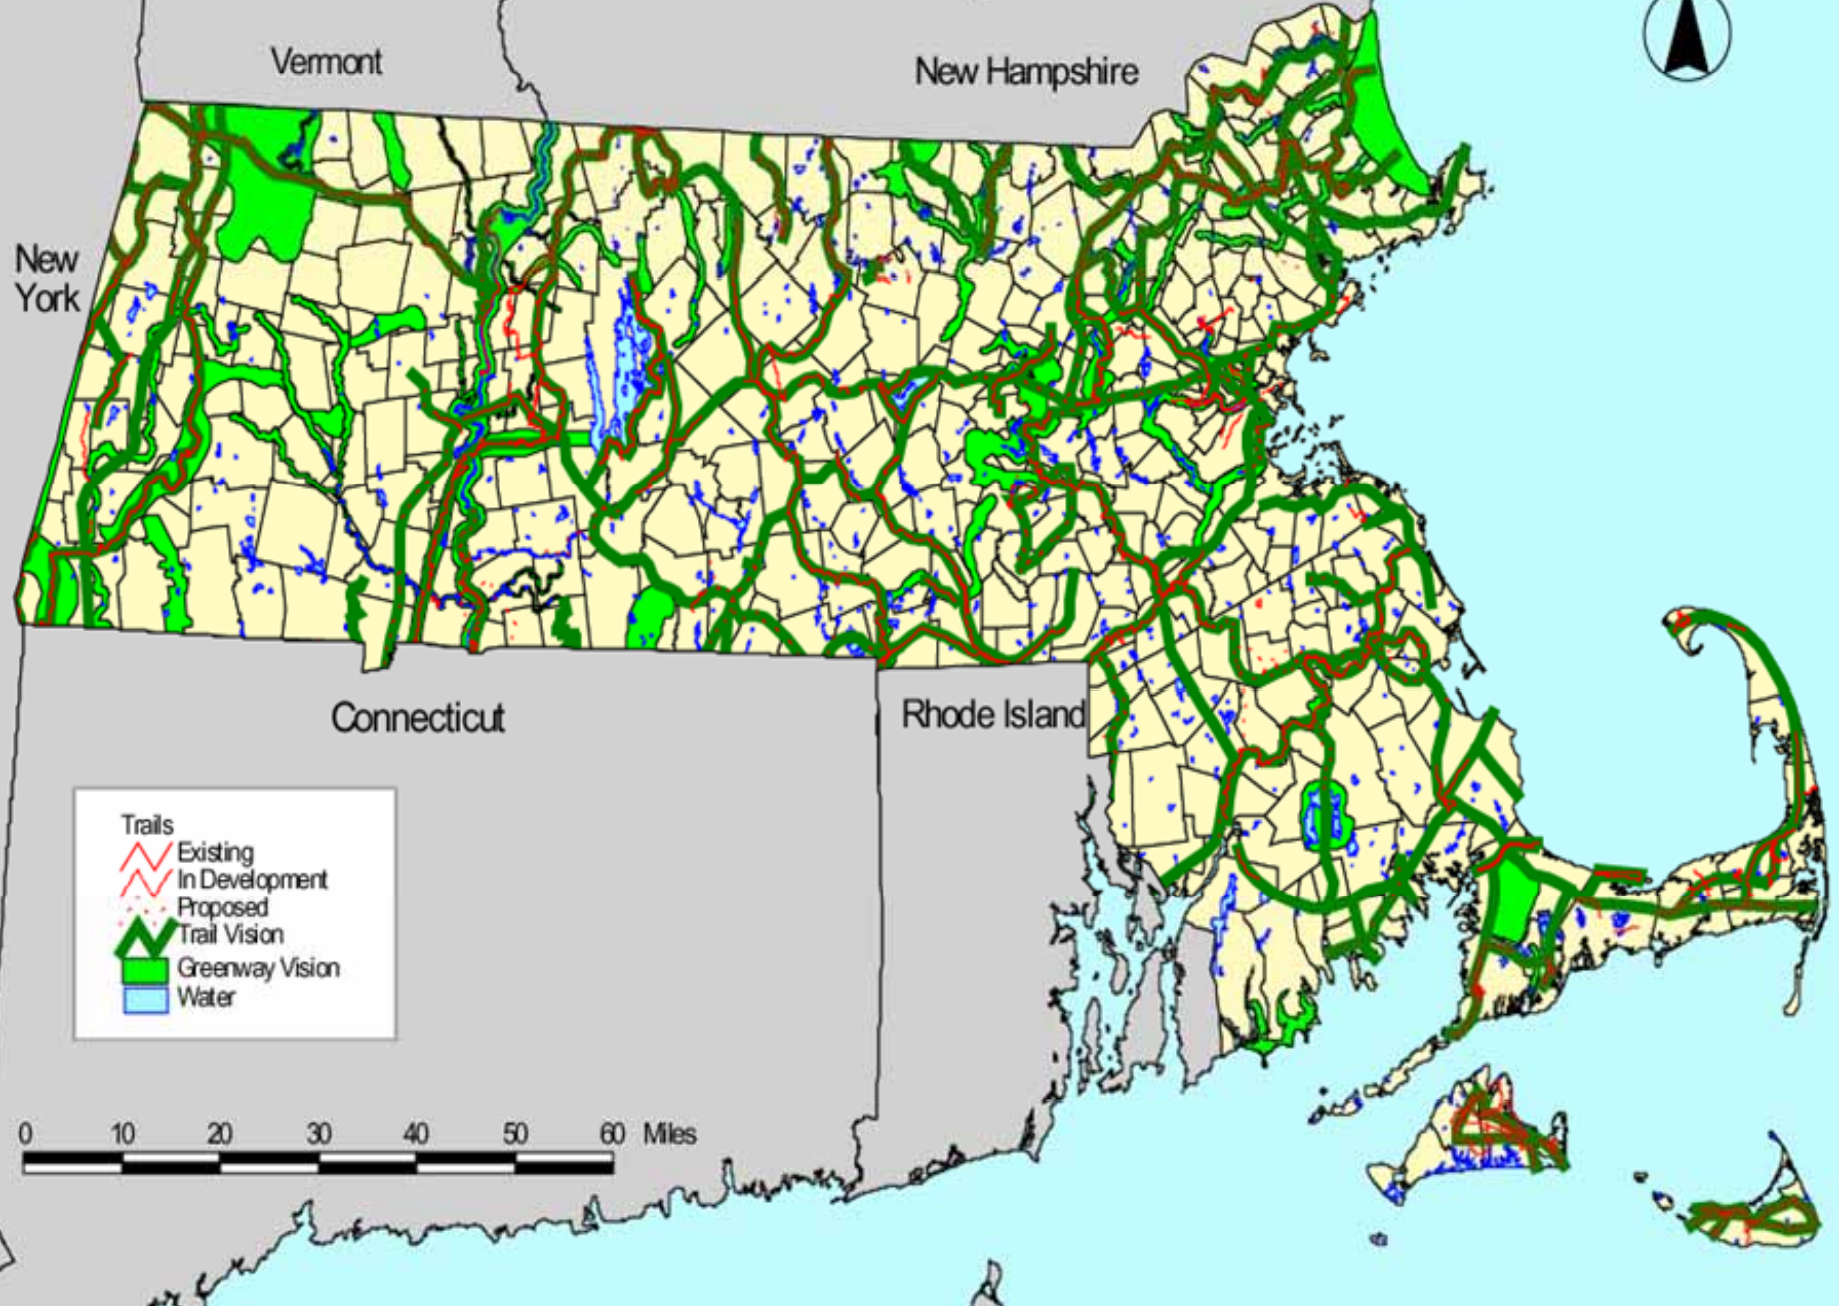 Vermont
New Hampshire
New
York
Connecticut
Rhode Island
Trails
Existing
In Development
Proposed
Trail Vision
Greenway Vision
Water
0 10 20 30 40 50 60 Miles